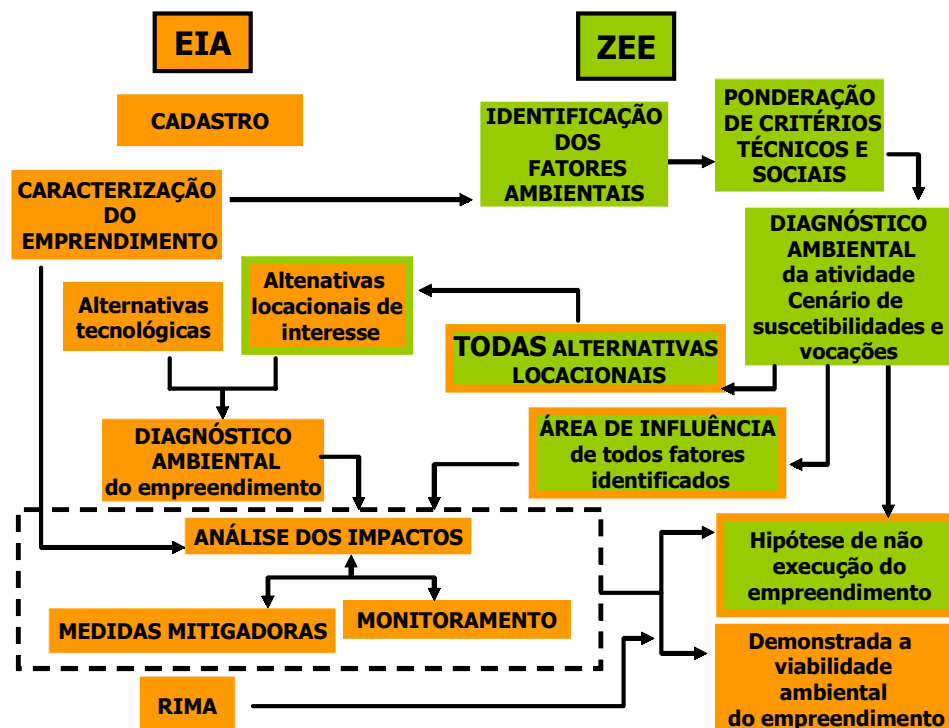 EIA
ZEE
CADASTRO
IDENTIFICAÇÃO
DOS
FATORES
AMBIENTAIS
PONDERAÇÃO
DE CRITÉRIOS
TÉCNICOS E
SOCIAIS
CARACTERIZAÇÃO
DO
EMPRENDIMENTO
DIAGNÓSTICO
AMBIENTAL
da atividade
Cenário de
suscetibilidades e
vocações
Alternativas
tecnológicas
Altenativas
locacionais de
interesse
TODAS ALTERNATIVAS
LOCACIONAIS
DIAGNÓSTICO
AMBIENTAL
do empreendimento
ÁREA DE INFLUÊNCIA
de todos fatores
identificados
ANÁLISE DOS IMPACTOS
MEDIDAS MITIGADORAS
MONITORAMENTO
Hipótese de não
execução do
empreendimento
RIMA
Demonstrada a
viabilidade
ambiental
do empreendimento